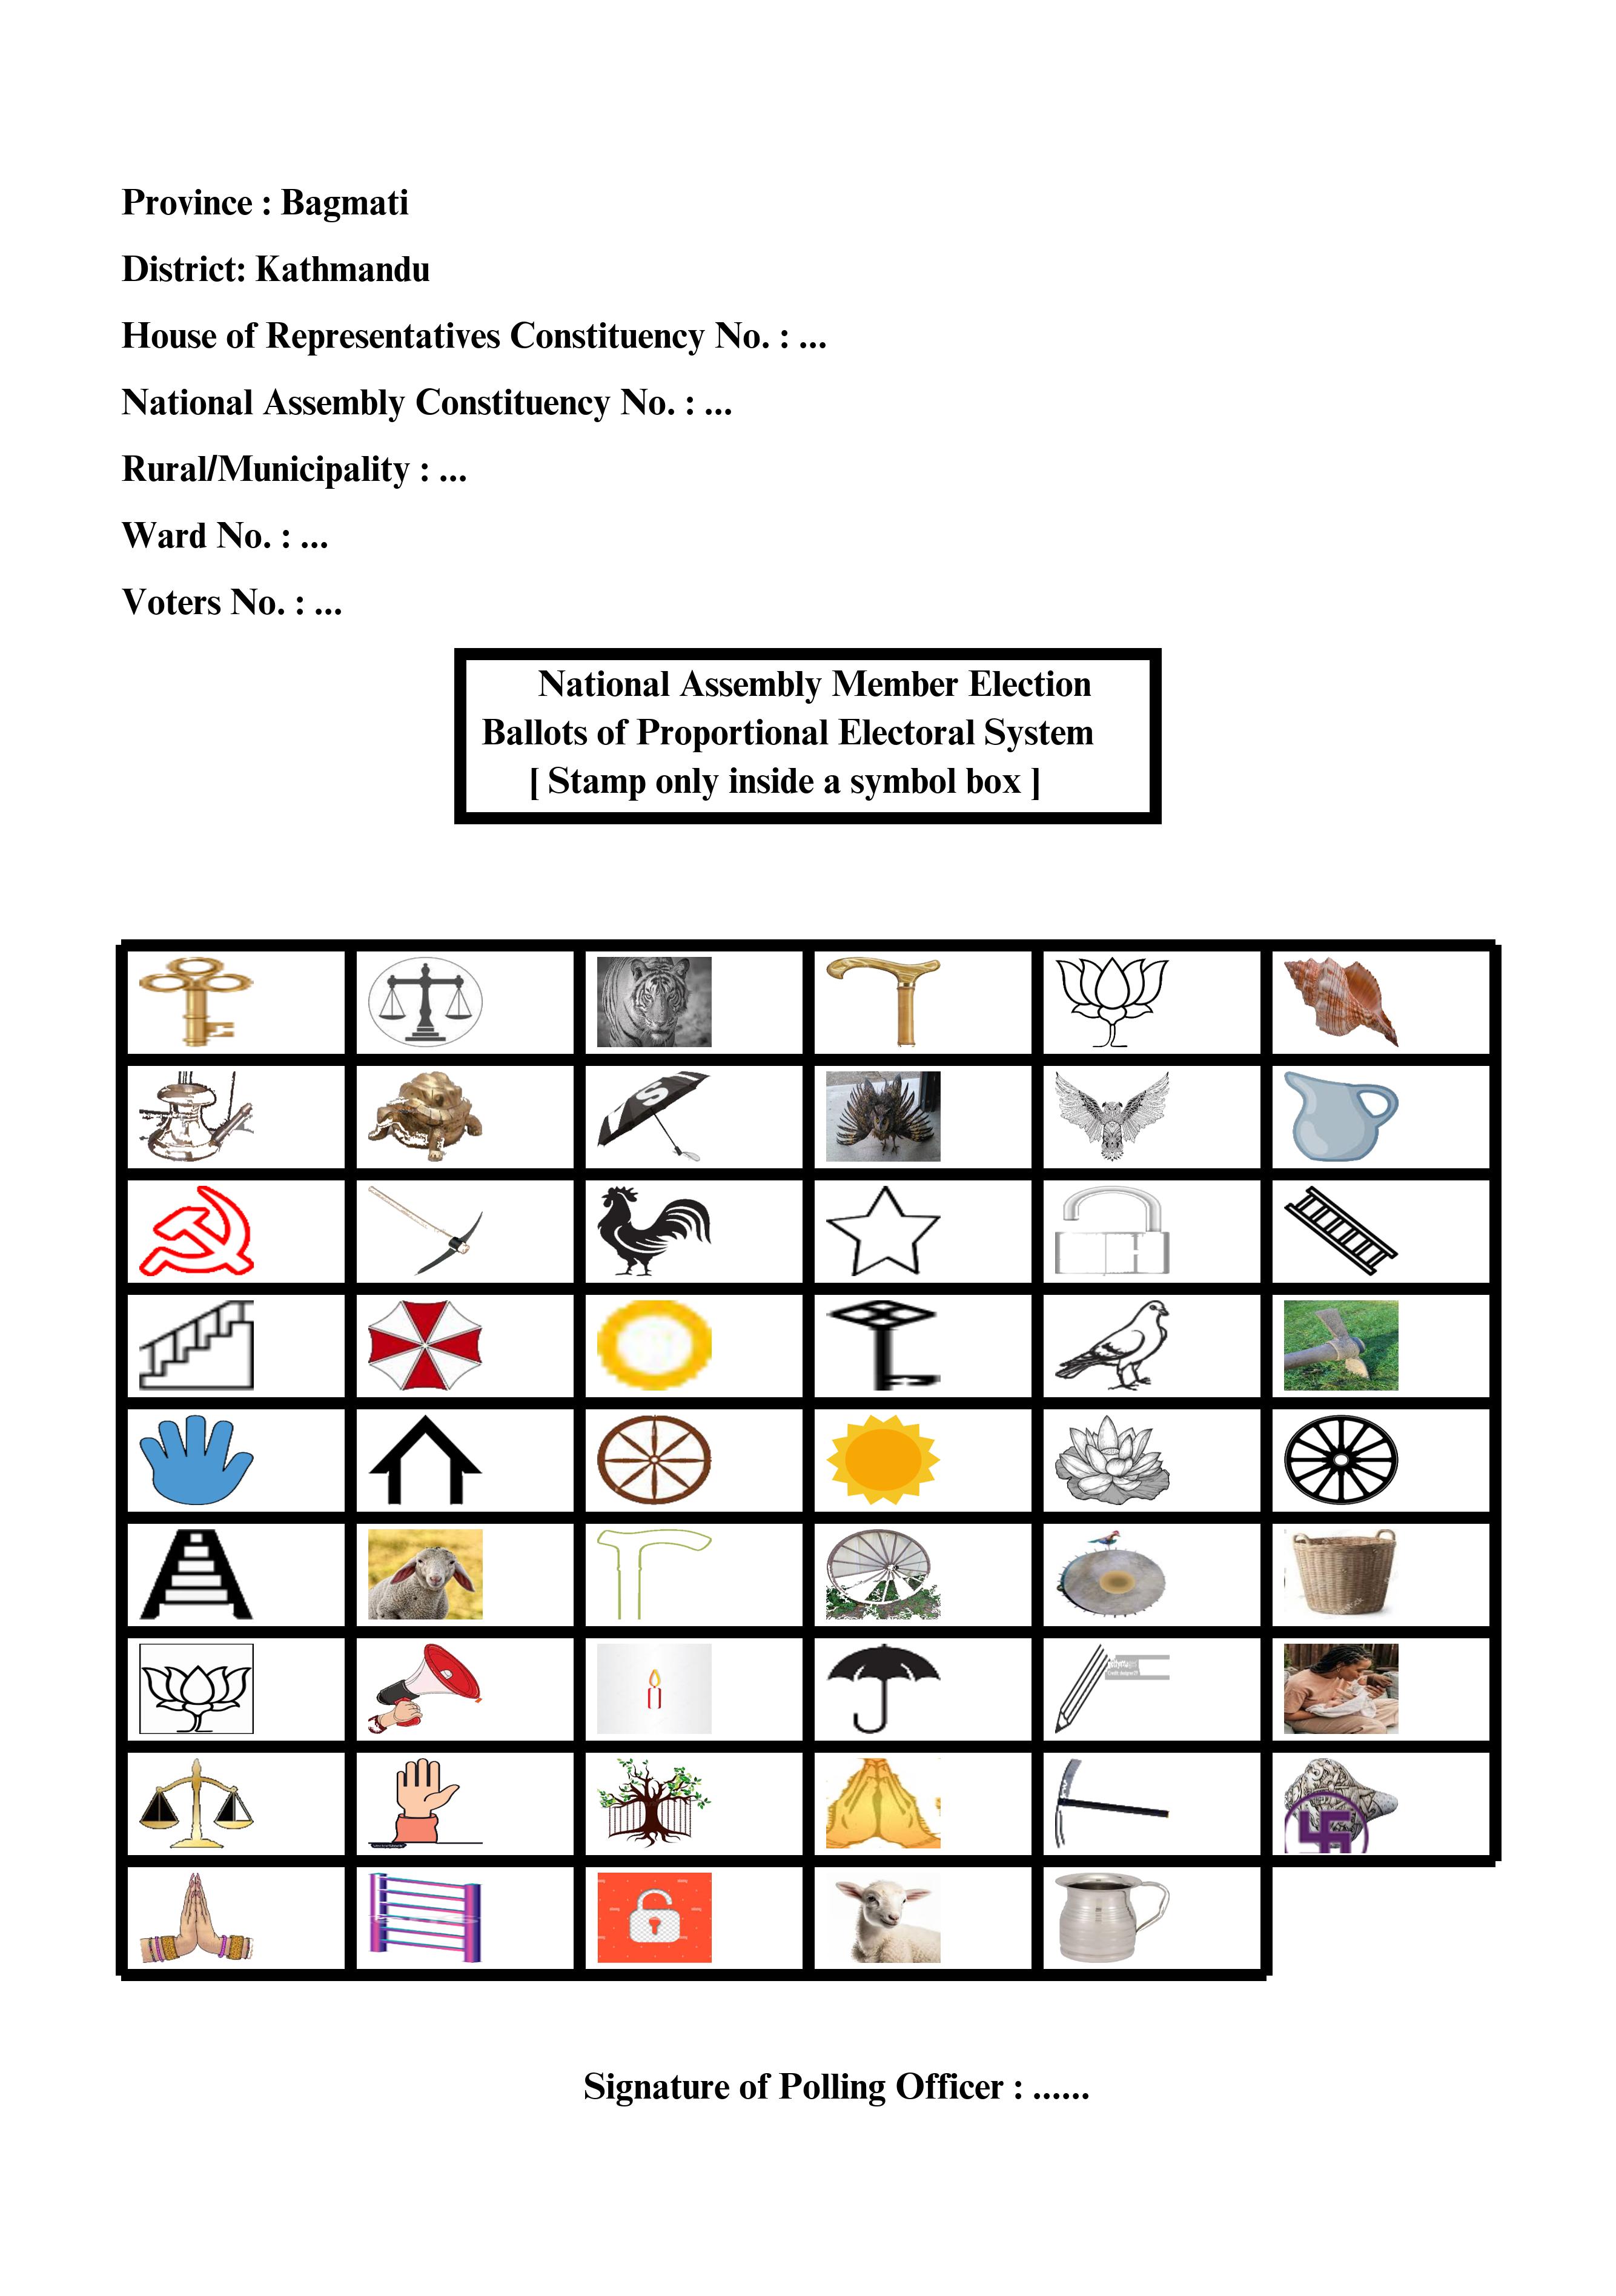 Province : Bagmati
District: Kathmandu
House of Representatives Constituency No. : ...
National Assembly Constituency No. : ...
Rural/Municipality : ...
Ward No. : ...
Voters No. : ...
National Assembly Member Election
Ballots of Proportional Electoral System
[ Stamp only inside a symbol box ]
Signature of Polling Officer : ......